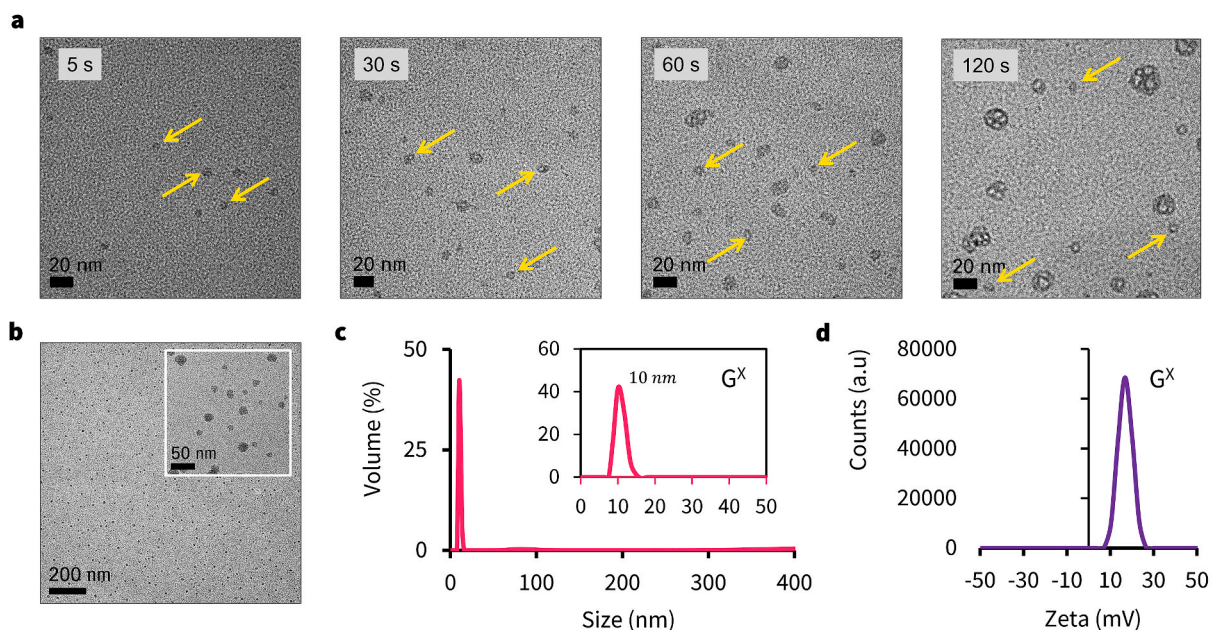 a
5 s
30 s
60 s
120 s
20 nm
20 nm
20 nm
20 nm
b
50 nm
200 nm
c
Volume (%)
50
25
0
0
100
200
300
400
Size (nm)
60
40
20
0
0
10
20
30
40
50
10 nm
Gˣ
d
Counts (a.u)
80000
60000
40000
20000
0
-50
-30
-10
10
30
50
Zeta (mV)
Gˣ